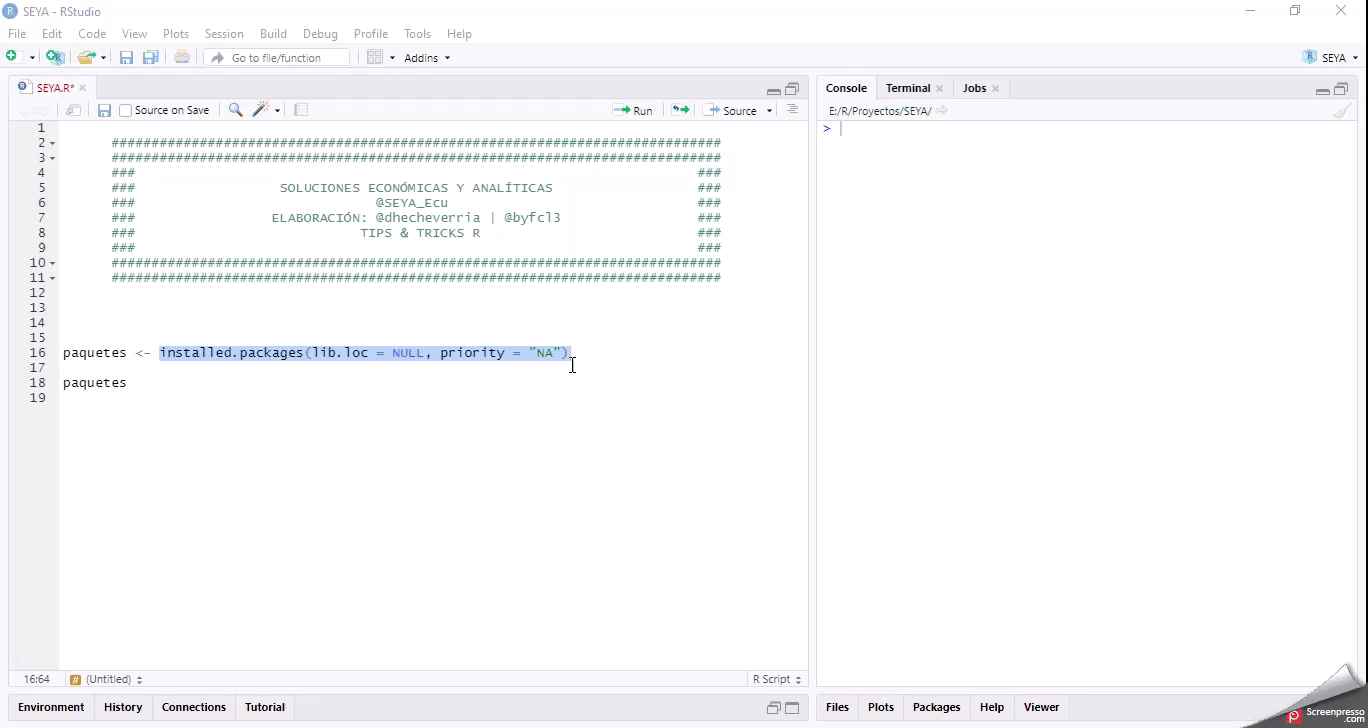 SEYA - RStudio
File Edit Code View Plots Session Build Debug Profile Tools Help
Go to file/function Addins SEYA
SEYA.R*
Source on Save Run Source
1
2 ############################################################################
3 ############################################################################
4 ### ###
5 ### SOLUCIONES ECONÓMICAS Y ANALÍTICAS ###
6 ### @SEYA_Ecu ###
7 ### ELABORACIÓN: @dhecheverria | @byfcl3 ###
8 ### TIPS & TRICKS R ###
9 ### ###
10 ############################################################################
11 ############################################################################
12
13
14
15
16 paquetes <- installed.packages(lib.loc = NULL, priority = "NA")
17
18 paquetes
19
16:64 # (Untitled) R Script
Environment History Connections Tutorial
Console Terminal Jobs
E:/R/Proyectos/SEYA/
>
Files Plots Packages Help Viewer
Screenpresso
.com